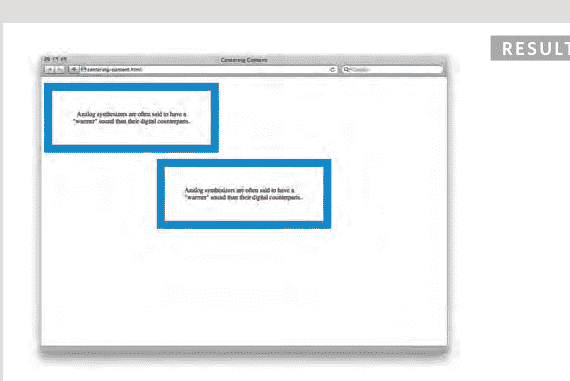 RESULT
Centering Content
centering-content.html
Analog synthesizers are often said to have a
"warmer" sound than their digital counterparts.
Analog synthesizers are often said to have a
"warmer" sound than their digital counterparts.